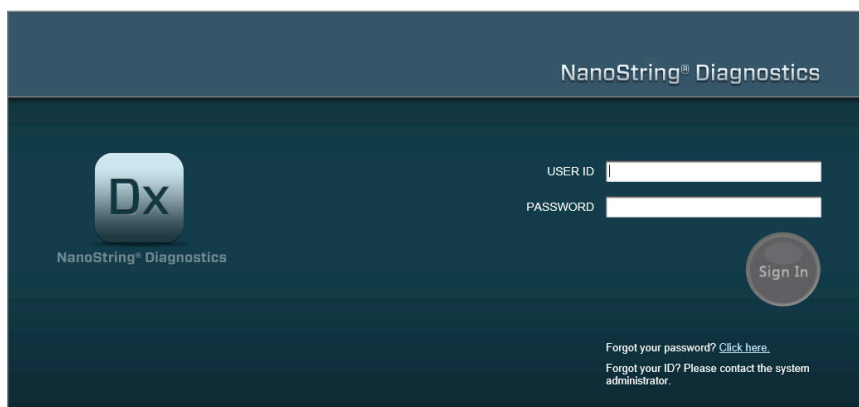 NanoString® Diagnostics
USER ID
PASSWORD
Dx
NanoString® Diagnostics
Sign In
Forgot your password? Click here.
Forgot your ID? Please contact the system
administrator.